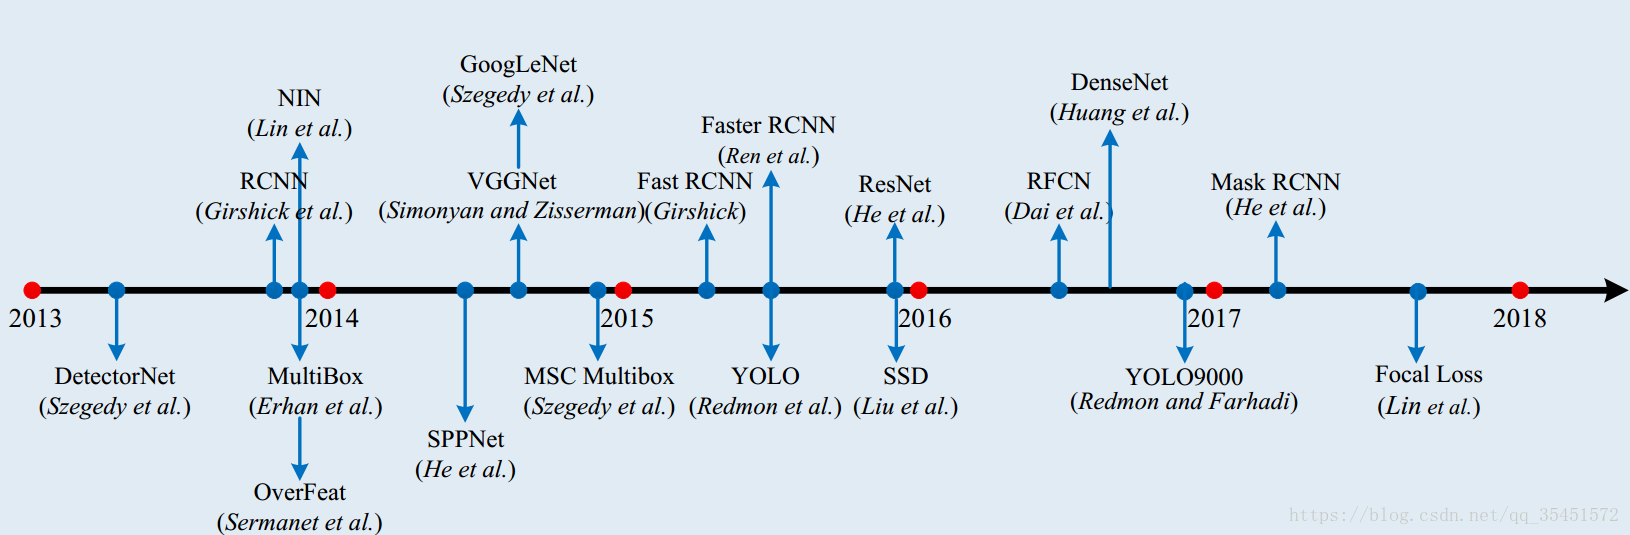 GoogLeNet
(Szegedy et al.)
NIN
(Lin et al.)
DenseNet
(Huang et al.)
Faster RCNN
(Ren et al.)
RCNN
(Girshick et al.)
VGGNet
(Simonyan and Zisserman)
Fast RCNN
(Girshick)
ResNet
(He et al.)
RFCN
(Dai et al.)
Mask RCNN
(He et al.)
2013
2014
2015
2016
2017
2018
DetectorNet
(Szegedy et al.)
MultiBox
(Erhan et al.)
MSC Multibox
(Szegedy et al.)
YOLO
(Redmon et al.)
SSD
(Liu et al.)
YOLO9000
(Redmon and Farhadi)
Focal Loss
(Lin et al.)
SPPNet
(He et al.)
OverFeat
(Sermanet et al.)
https://blog.csdn.net/qq_35451572